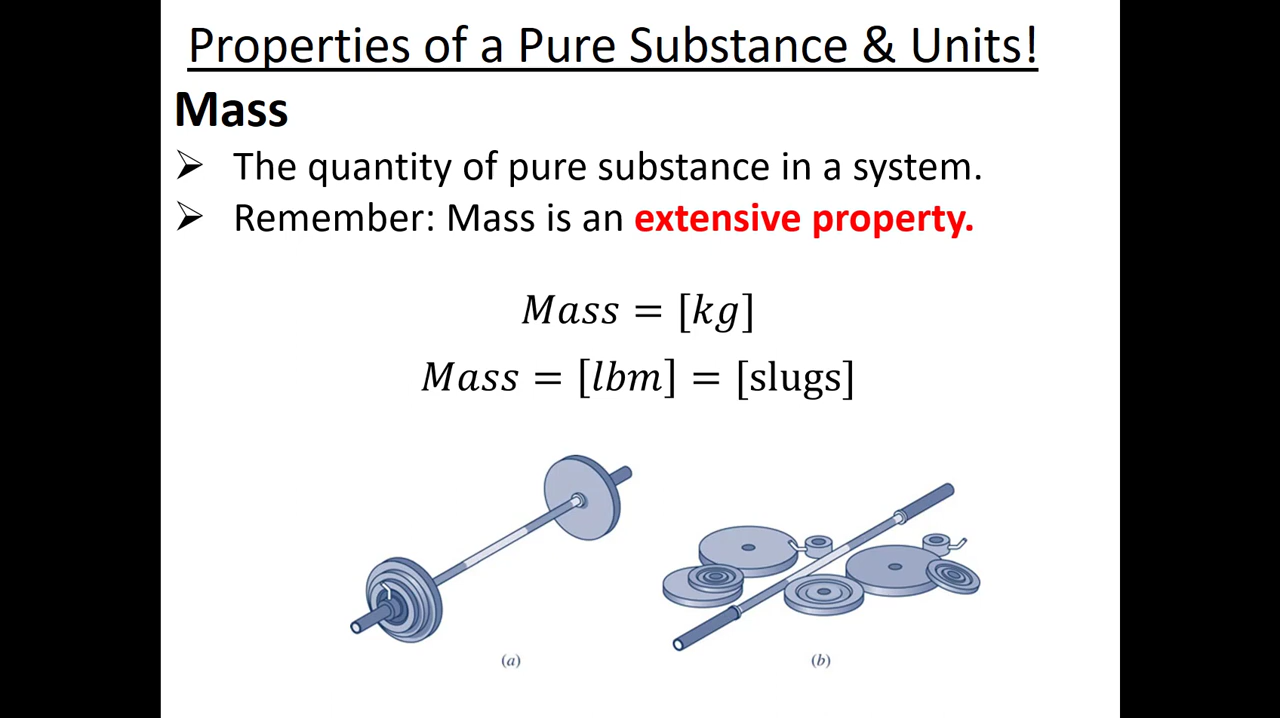 Properties of a Pure Substance & Units!
Mass
➢ The quantity of pure substance in a system.
➢ Remember: Mass is an extensive property.
Mass = [kg]
Mass = [lbm] = [slugs]
(a) (b)